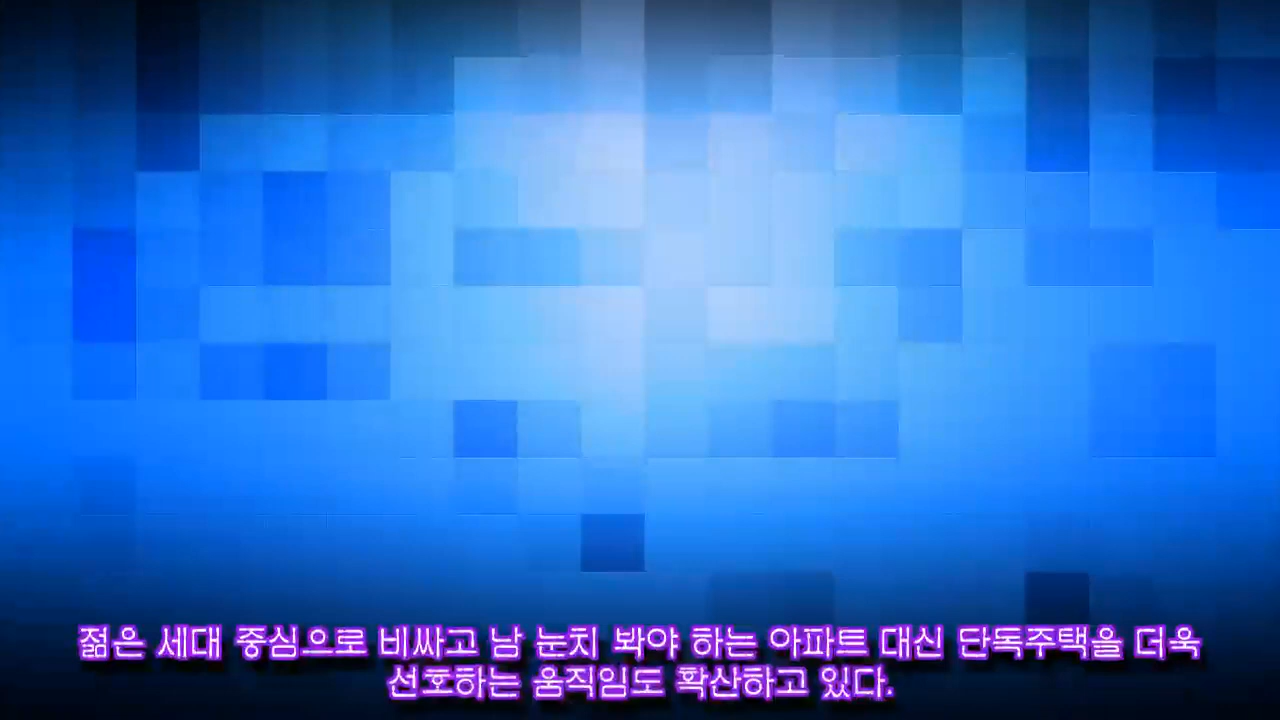 젊은 세대 중심으로 비싸고 남 눈치 봐야 하는 아파트 대신 단독주택을 더욱
선호하는 움직임도 확산하고 있다.